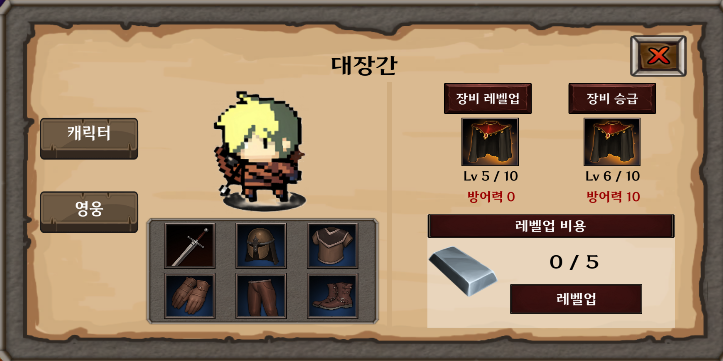 대장간
캐릭터
영웅
장비 레벨업
장비 승급
Lv 5 / 10
Lv 6 / 10
방어력 0
방어력 10
레벨업 비용
0 / 5
레벨업